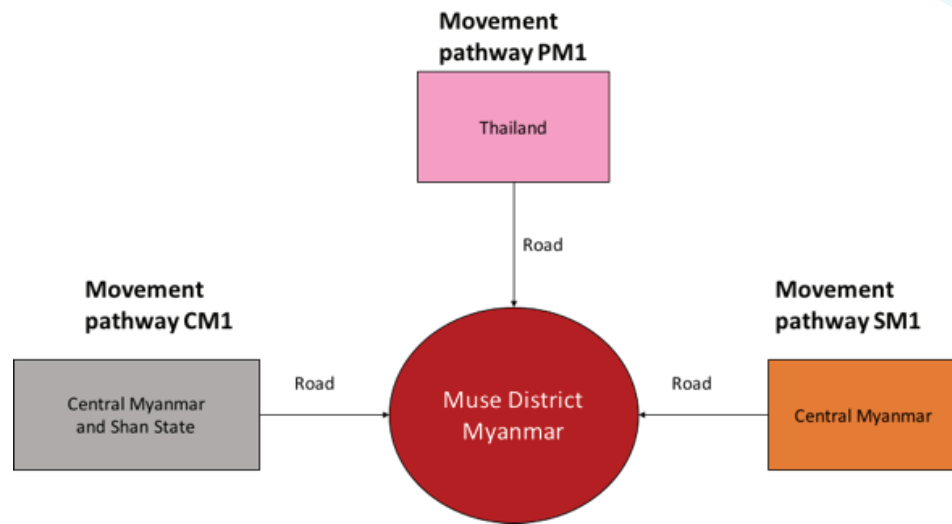 Movement
pathway PM1
Thailand
Road
Movement
pathway CM1
Movement
pathway SM1
Road
Road
Central Myanmar
and Shan State
Muse District
Myanmar
Central Myanmar